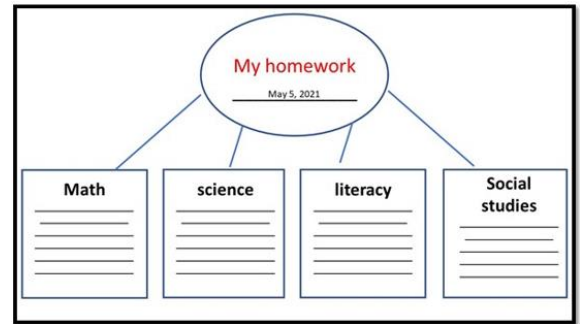 My homework
May 5, 2021
Math
science
literacy
Social
studies